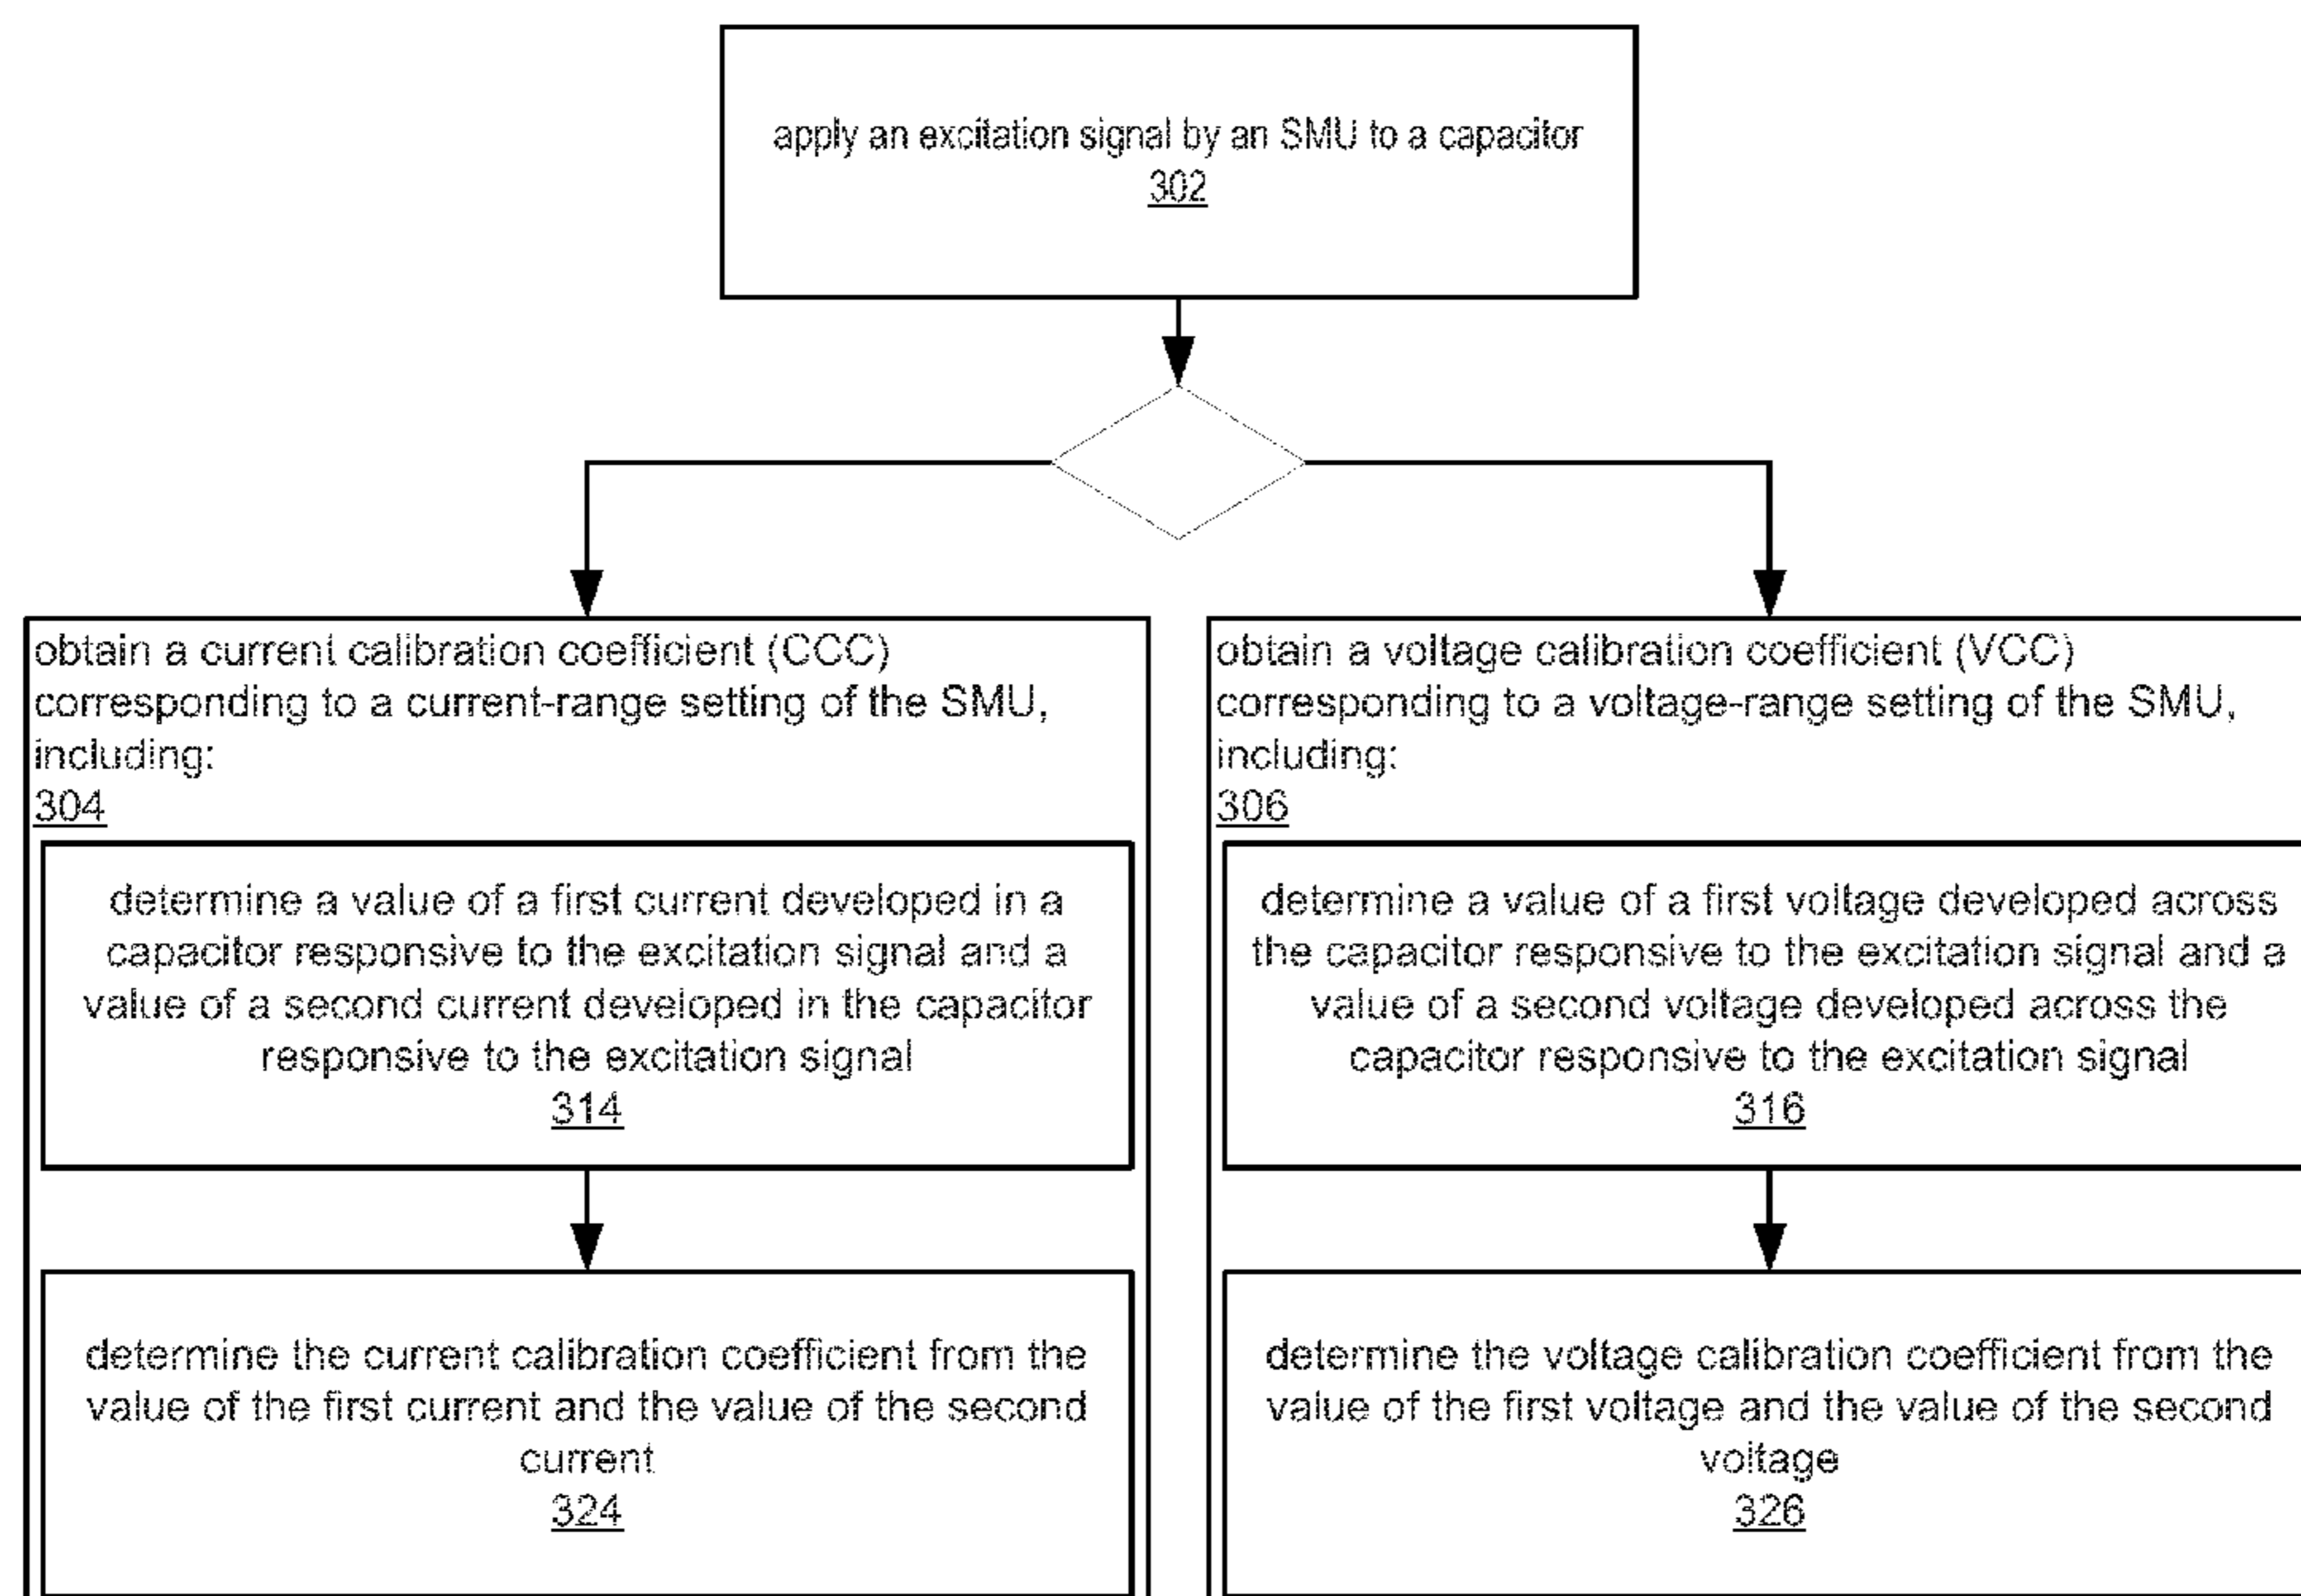 apply an excitation signal by an SMU to a capacitor
302
obtain a current calibration coefficient (CCC)
corresponding to a current-range setting of the SMU,
including:
304
determine a value of a first current developed in a
capacitor responsive to the excitation signal and a
value of a second current developed in the capacitor
responsive to the excitation signal
314
determine the current calibration coefficient from the
value of the first current and the value of the second
current
324
obtain a voltage calibration coefficient (VCC)
corresponding to a voltage-range setting of the SMU,
including:
306
determine a value of a first voltage developed across
the capacitor responsive to the excitation signal and a
value of a second voltage developed across the
capacitor responsive to the excitation signal
316
determine the voltage calibration coefficient from the
value of the first voltage and the value of the second
voltage
326